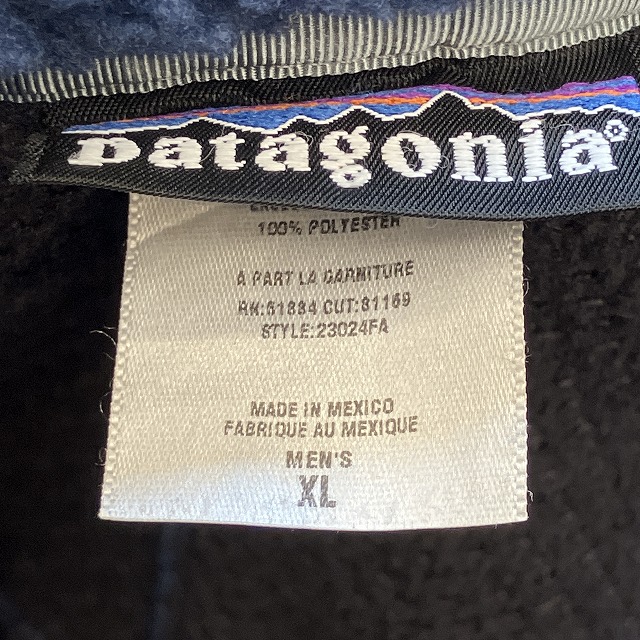 patagonia®
100% POLYESTER
A PART LA GARNITURE
RN:51884 CUT:81169
STYLE:23024FA
MADE IN MEXICO
FABRIQUE AU MEXIQUE
MEN'S
XL